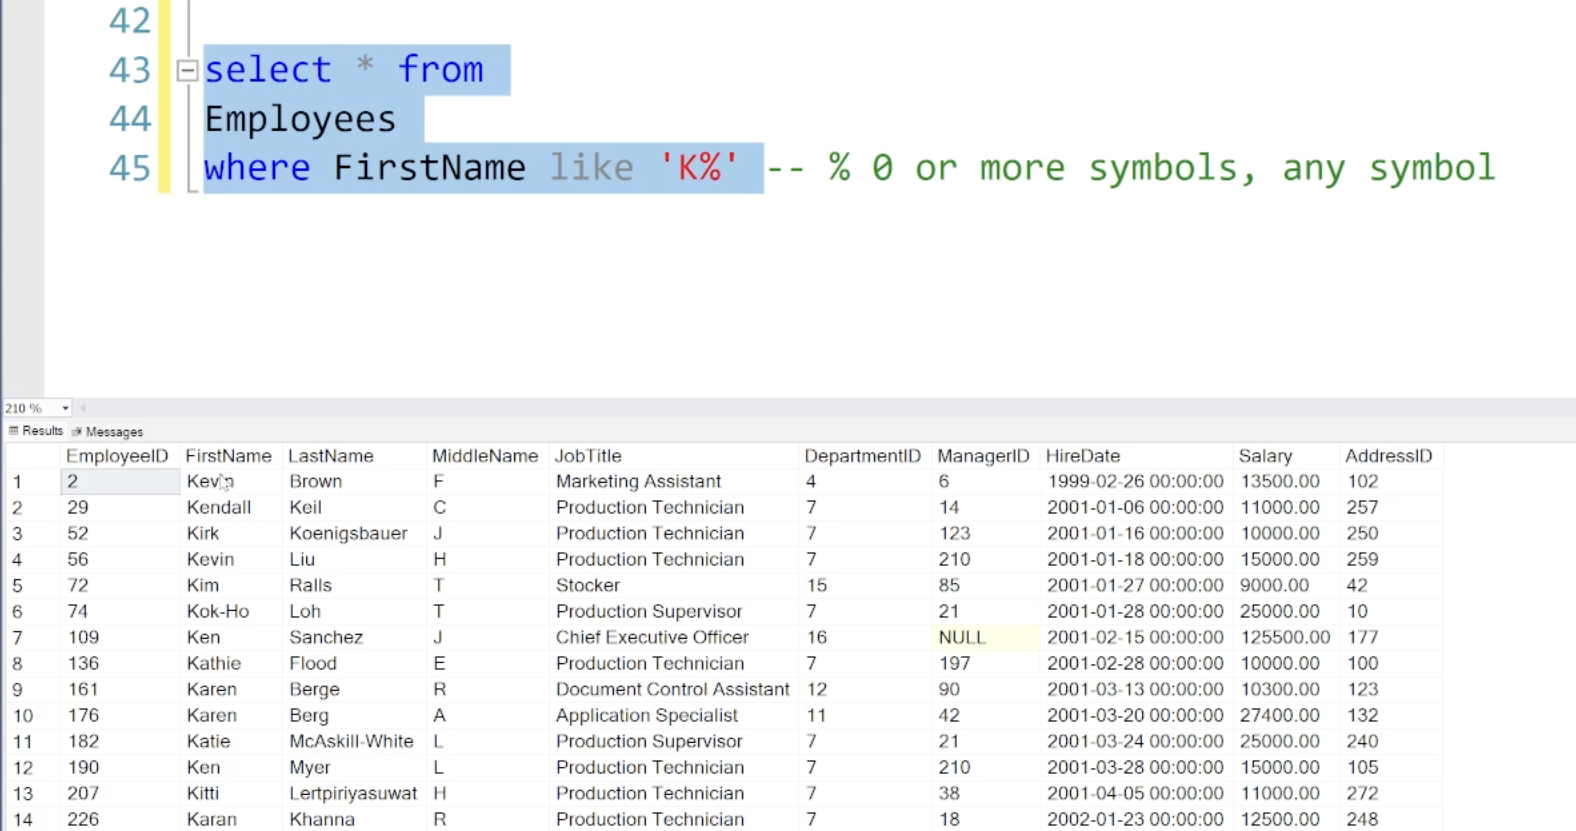 42
43 select * from
44 Employees
45 where FirstName like 'K%' -- % 0 or more symbols, any symbol
210 %
Results Messages
EmployeeID FirstName LastName MiddleName JobTitle DepartmentID ManagerID HireDate Salary AddressID
1 2 Kevin Brown F Marketing Assistant 4 6 1999-02-26 00:00:00 13500.00 102
2 29 Kendall Keil C Production Technician 7 14 2001-01-06 00:00:00 11000.00 257
3 52 Kirk Koenigsbauer J Production Technician 7 123 2001-01-16 00:00:00 10000.00 250
4 56 Kevin Liu H Production Technician 7 210 2001-01-18 00:00:00 15000.00 259
5 72 Kim Ralls T Stocker 15 85 2001-01-27 00:00:00 9000.00 42
6 74 Kok-Ho Loh T Production Supervisor 7 21 2001-01-28 00:00:00 25000.00 10
7 109 Ken Sanchez J Chief Executive Officer 16 NULL 2001-02-15 00:00:00 125500.00 177
8 136 Kathie Flood E Production Technician 7 197 2001-02-28 00:00:00 10000.00 100
9 161 Karen Berge R Document Control Assistant 12 90 2001-03-13 00:00:00 10300.00 123
10 176 Karen Berg A Application Specialist 11 42 2001-03-20 00:00:00 27400.00 132
11 182 Katie McAskill-White L Production Supervisor 7 21 2001-03-24 00:00:00 25000.00 240
12 190 Ken Myer L Production Technician 7 210 2001-03-28 00:00:00 15000.00 105
13 207 Kitti Lertpiriyasuwat H Production Technician 7 38 2001-04-05 00:00:00 11000.00 272
14 226 Karan Khanna R Production Technician 7 18 2002-01-23 00:00:00 12500.00 248